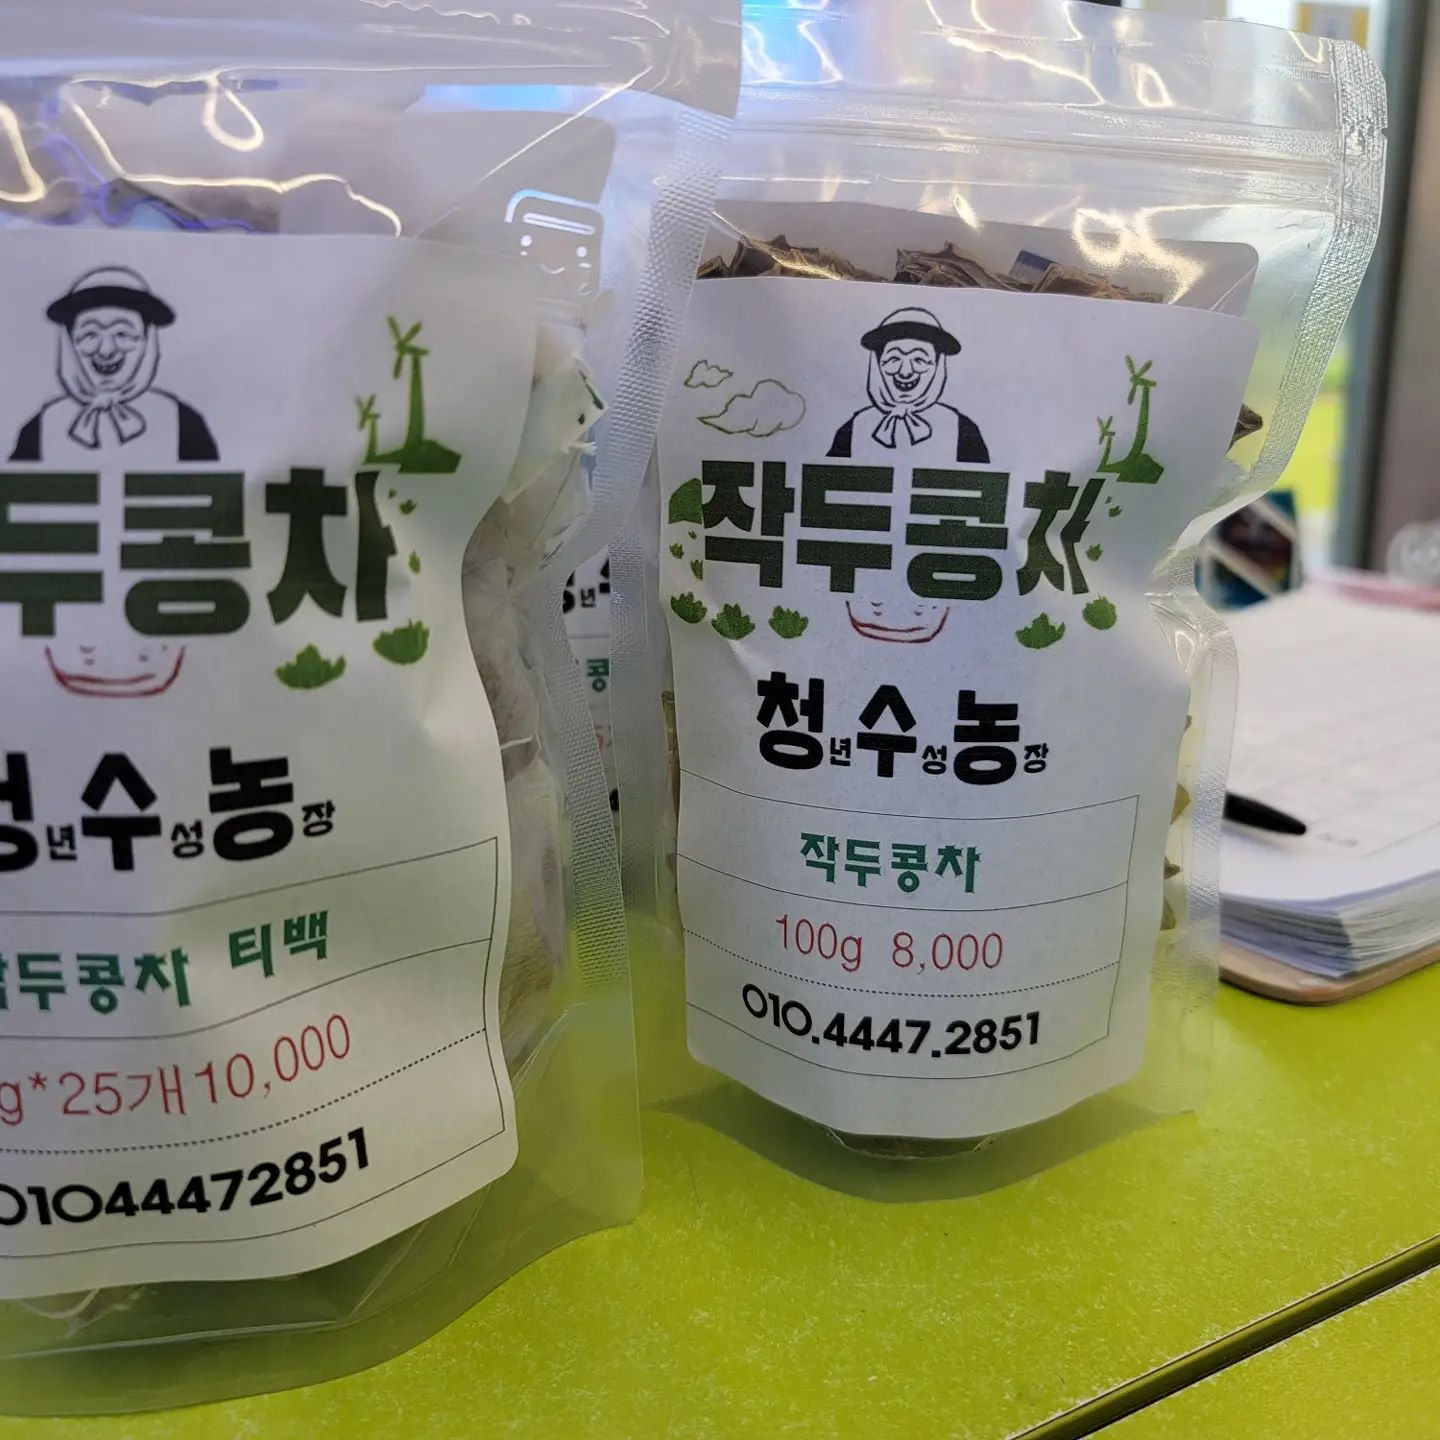 두콩차
년수성농장
두콩차 티백
g*25개 10,000
01044472851
작두콩차
청년수성농장
작두콩차
100g 8,000
010.4447.2851